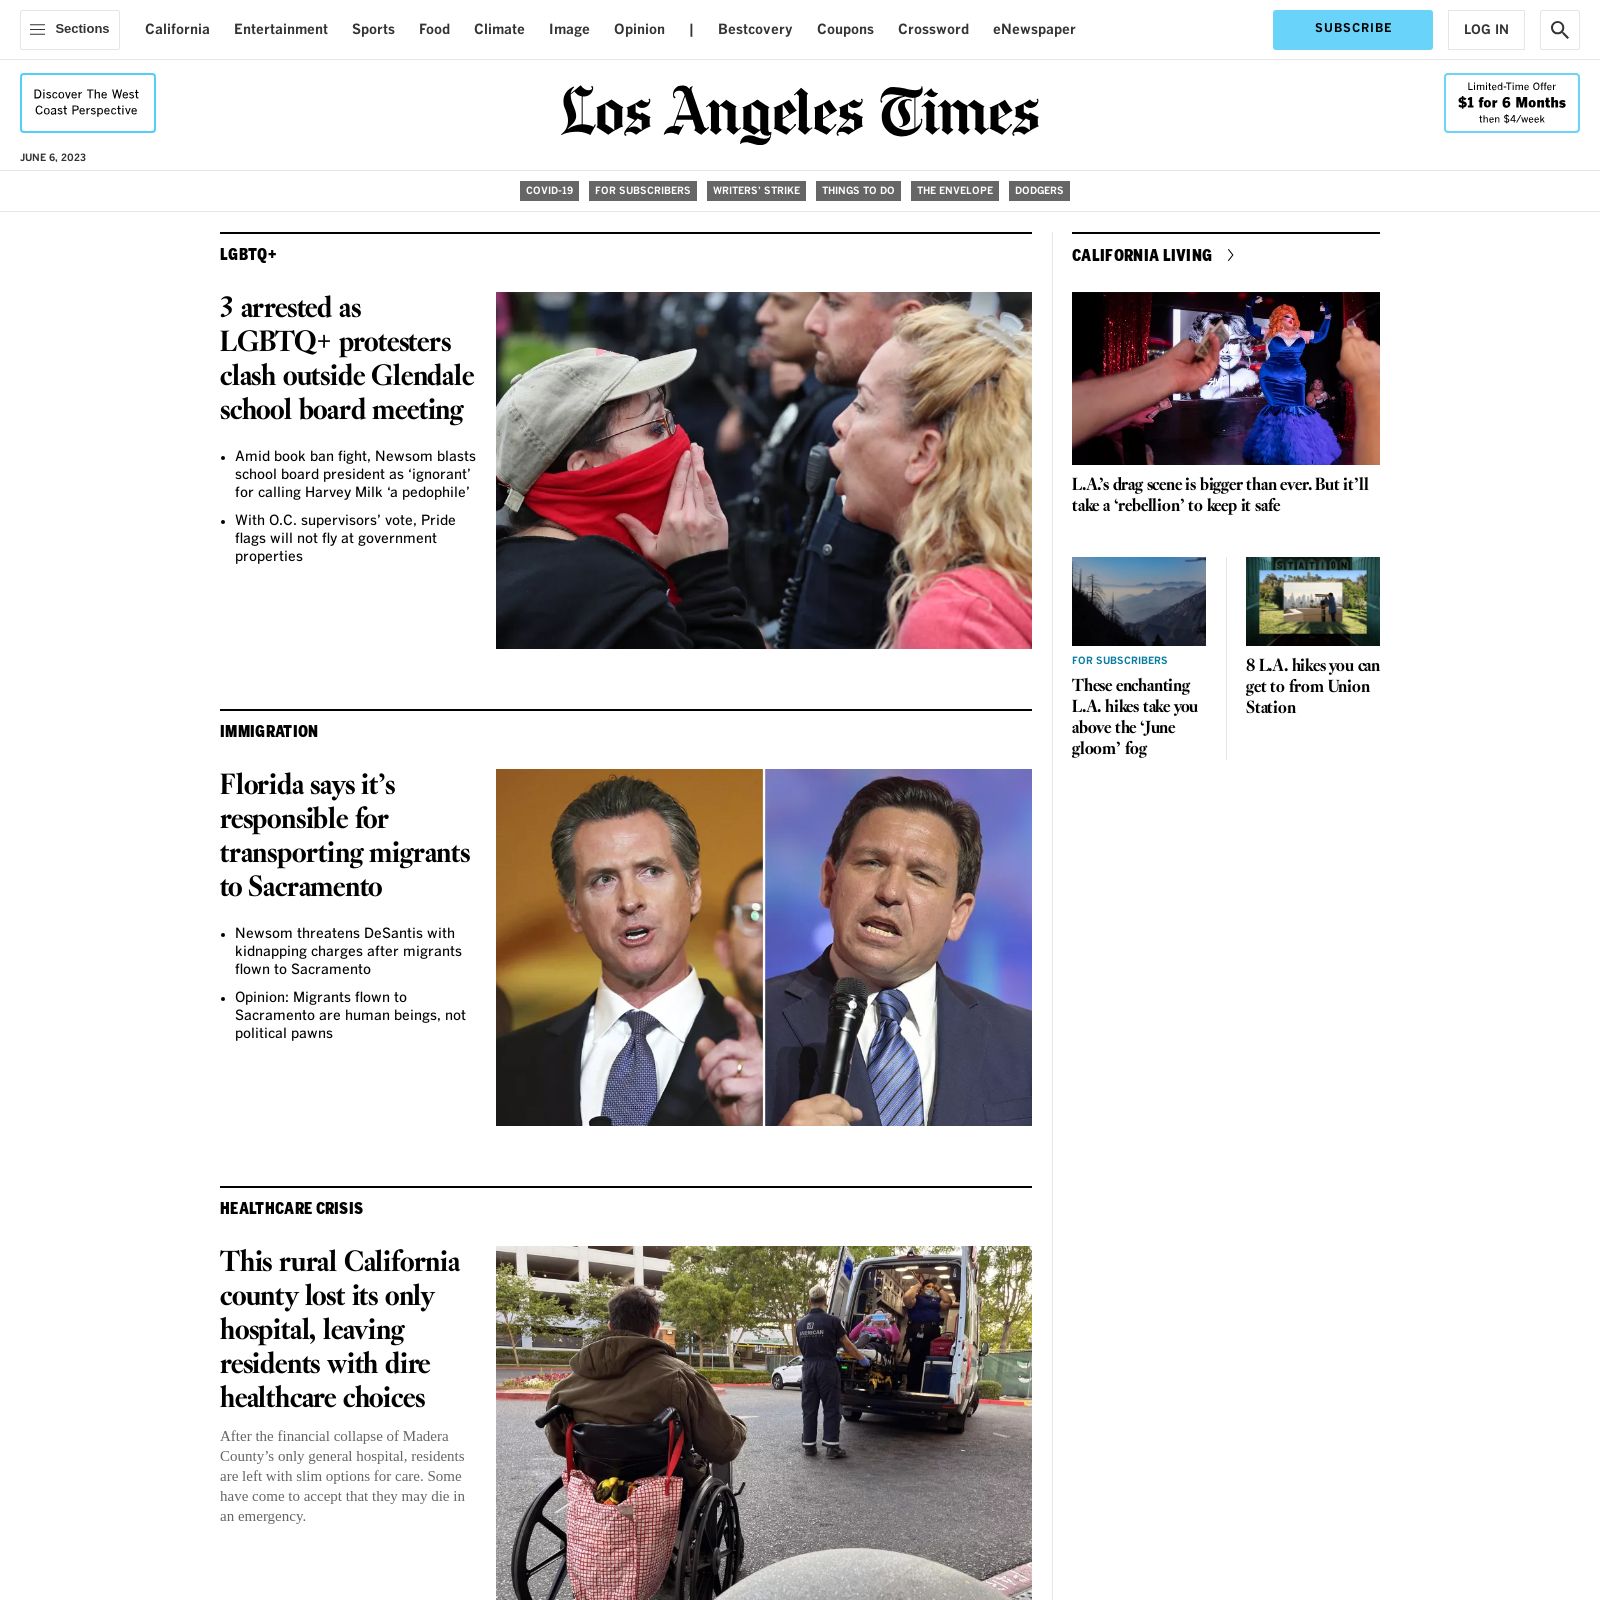 Sections
California
Entertainment
Sports
Food
Climate
Image
Opinion
|
Bestcovery
Coupons
Crossword
eNewspaper
SUBSCRIBE
LOG IN
Discover The West
Coast Perspective
Los Angeles Times
Limited-Time Offer
$1 for 6 Months
then $4/week
JUNE 6, 2023
COVID-19
FOR SUBSCRIBERS
WRITERS' STRIKE
THINGS TO DO
THE ENVELOPE
DODGERS
LGBTQ+
3 arrested as
LGBTQ+ protesters
clash outside Glendale
school board meeting
• Amid book ban fight, Newsom blasts
school board president as ‘ignorant’
for calling Harvey Milk ‘a pedophile’
• With O.C. supervisors’ vote, Pride
flags will not fly at government
properties
IMMIGRATION
Florida says it’s
responsible for
transporting migrants
to Sacramento
• Newsom threatens DeSantis with
kidnapping charges after migrants
flown to Sacramento
• Opinion: Migrants flown to
Sacramento are human beings, not
political pawns
HEALTHCARE CRISIS
This rural California
county lost its only
hospital, leaving
residents with dire
healthcare choices
After the financial collapse of Madera
County’s only general hospital, residents
are left with slim options for care. Some
have come to accept that they may die in
an emergency.
AMERICAN
CALIFORNIA LIVING
L.A.’s drag scene is bigger than ever. But it’ll
take a ‘rebellion’ to keep it safe
FOR SUBSCRIBERS
These enchanting
L.A. hikes take you
above the ‘June
gloom’ fog
STATION
8 L.A. hikes you can
get to from Union
Station